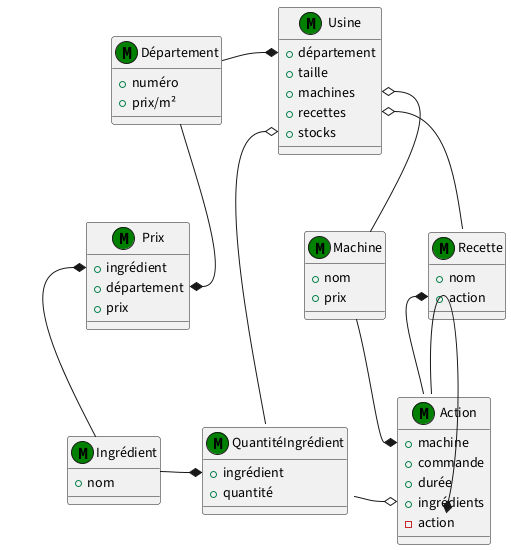 M Usine
département
taille
machines
recettes
stocks
M Département
numéro
prix/m²
M Prix
ingrédient
département
prix
M Machine
nom
prix
M Recette
nom
action
M Ingrédient
nom
M QuantitéIngrédient
ingrédient
quantité
M Action
machine
commande
durée
ingrédients
action